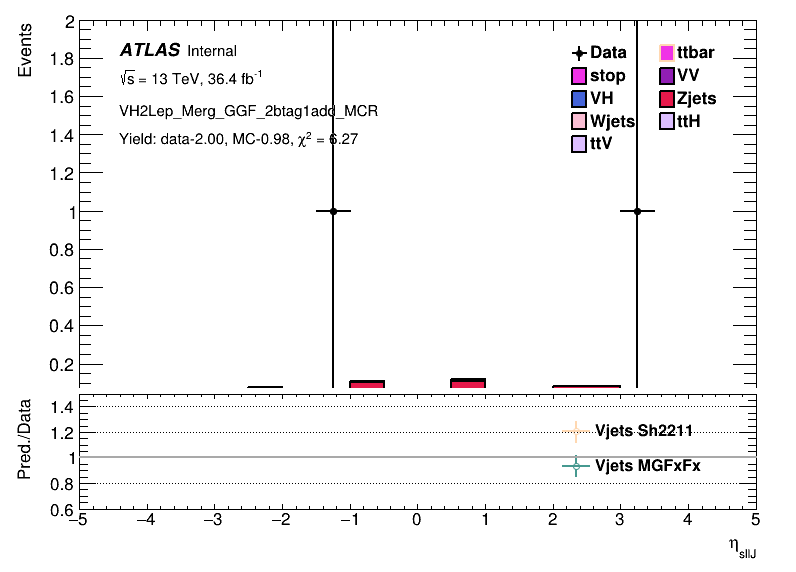 Events
2
1.8
1.6
1.4
1.2
1
0.8
0.6
0.4
0.2
ATLAS Internal
√s = 13 TeV, 36.4 fb⁻¹
VH2Lep_Merg_GGF_2btag1add_MCR
Yield: data-2.00, MC-0.98, χ² = 6.27
Data
ttbar
stop
VV
VH
Zjets
Wjets
ttH
ttV
Pred./Data
1.4
1.2
1
0.8
0.6
Vjets Sh2211
Vjets MGFxFx
−5 −4 −3 −2 −1 0 1 2 3 4 5
η_sllJ